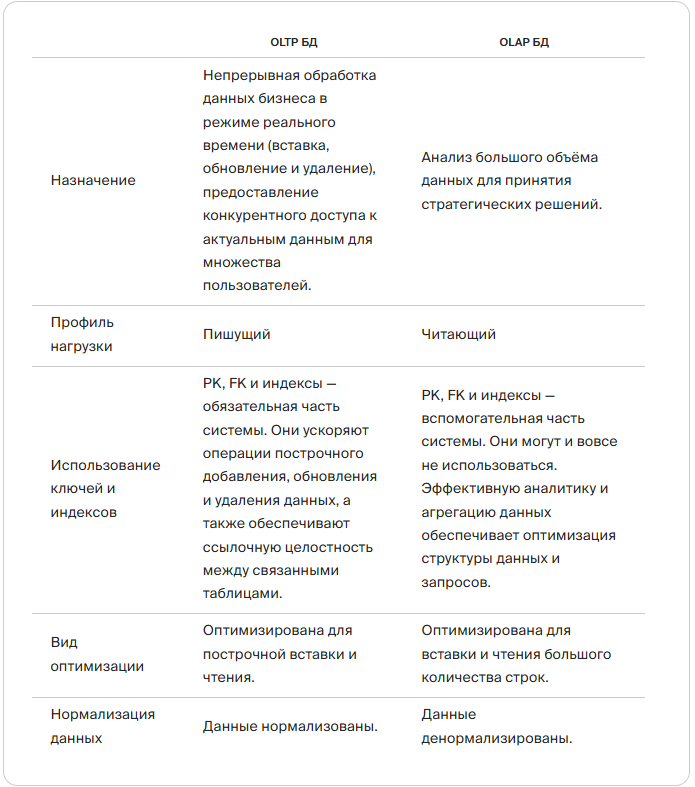 OLTP БД
OLAP БД
Назначение
Непрерывная обработка
данных бизнеса в
режиме реального
времени (вставка,
обновление и удаление),
предоставление
конкурентного доступа к
актуальным данным для
множества
пользователей.
Анализ большого объёма
данных для принятия
стратегических решений.
Профиль
нагрузки
Пишущий
Читающий
Использование
ключей и
индексов
PK, FK и индексы —
обязательная часть
системы. Они ускоряют
операции построчного
добавления, обновления
и удаления данных, а
также обеспечивают
ссылочную целостность
между связанными
таблицами.
PK, FK и индексы —
вспомогательная часть
системы. Они могут и вовсе
не использоваться.
Эффективную аналитику и
агрегацию данных
обеспечивает оптимизация
структуры данных и
запросов.
Вид
оптимизации
Оптимизирована для
построчной вставки и
чтения.
Оптимизирована для
вставки и чтения большого
количества строк.
Нормализация
данных
Данные нормализованы.
Данные
денормализированы.